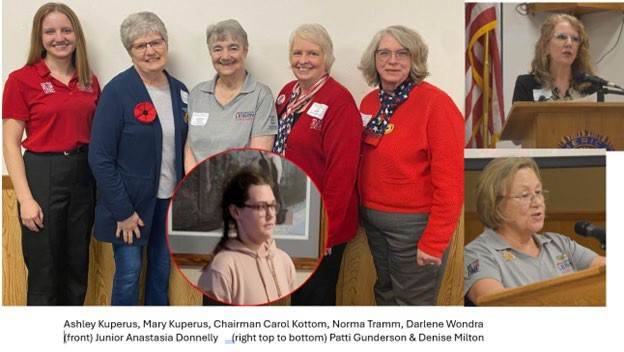 Ashley Kuperus, Mary Kuperus, Chairman Carol Kottom, Norma Tramm, Darlene Wondra
(front) Junior Anastasia Donnelly (right top to bottom) Patti Gunderson & Denise Milton